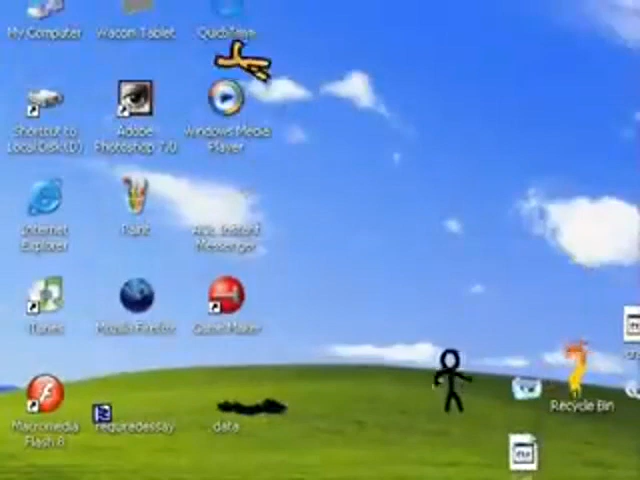 My Computer
Wacom Tablet
QuickTime
Shortcut to
Local Disk (D)
Adobe
Photoshop 7.0
Windows Media
Player
Internet
Explorer
Paint
AOL Instant
Messenger
iTunes
Mozilla Firefox
Game Maker
Recycle Bin
Macromedia
Flash 8
requiredessay
data